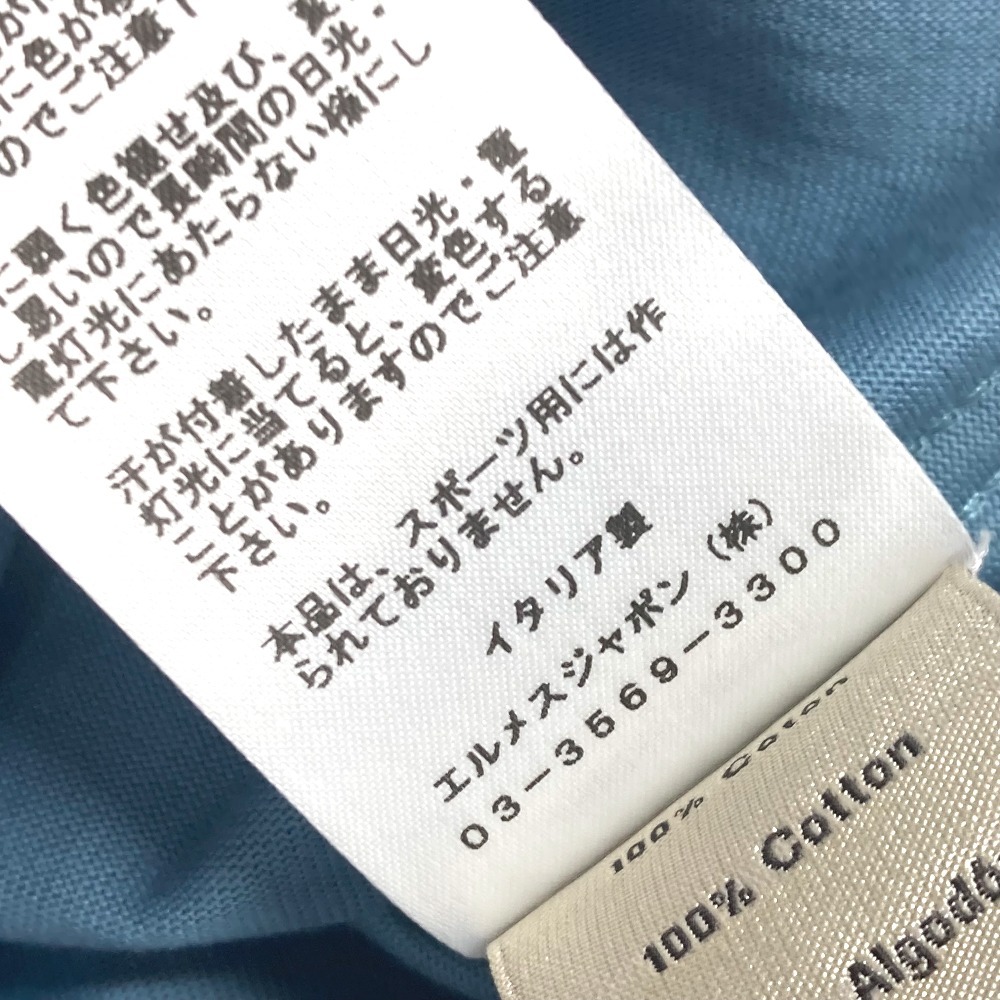 に色が
のでご注意下
に弱く色褪せ及び、変
し易いので長時間の日光・
電灯光にあたらない様にし
て下さい。
汗が付着したまま日光・電
灯光に当てると、変色する
ことがありますのでご注意
下さい。
本品は、スポーツ用には作
られておりません。
イタリア製
エルメスジャポン（株）
03－3569－3300
100% Cotton
100% Cotton
Algodó